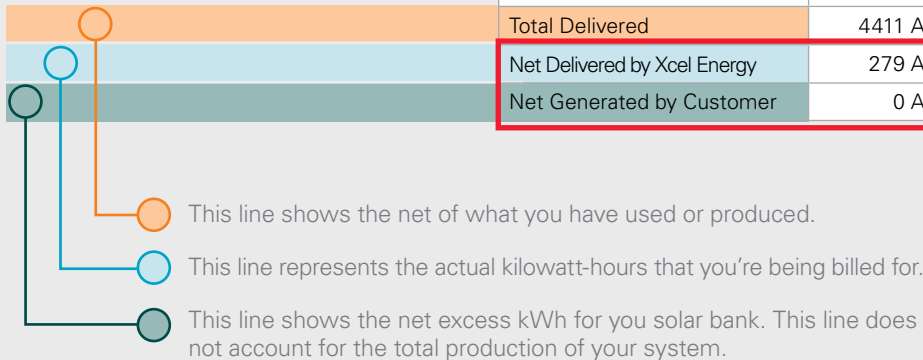 Total Delivered 4411 A
Net Delivered by Xcel Energy 279 A
Net Generated by Customer 0 A
This line shows the net of what you have used or produced.
This line represents the actual kilowatt-hours that you're being billed for.
This line shows the net excess kWh for you solar bank. This line does
not account for the total production of your system.